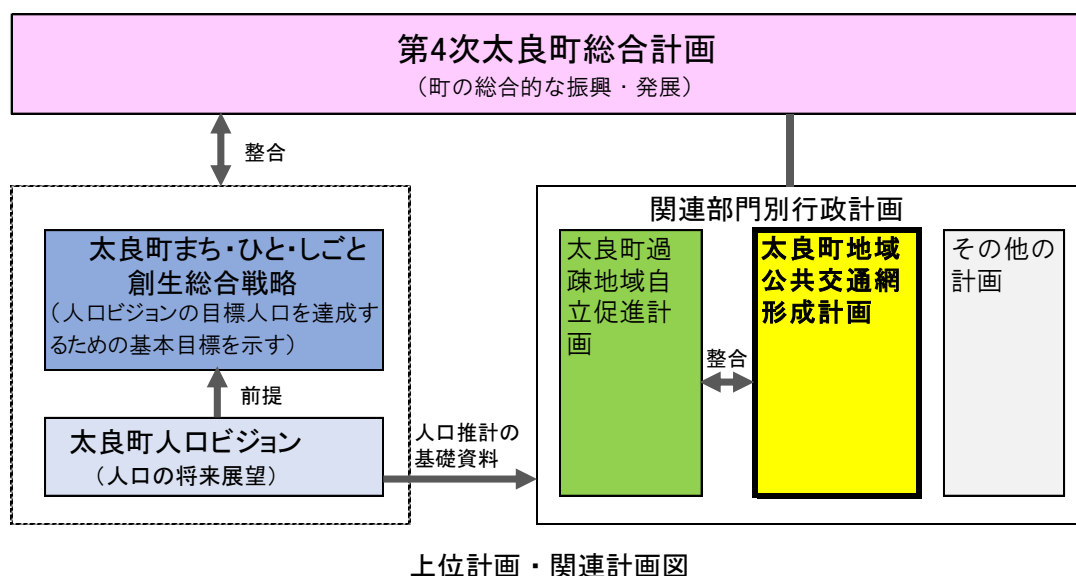 第4次太良町総合計画
（町の総合的な振興・発展）
整合
太良町まち・ひと・しごと
創生総合戦略
（人口ビジョンの目標人口を達成す
るための基本目標を示す）
前提
太良町人口ビジョン
（人口の将来展望）
人口推計の
基礎資料
関連部門別行政計画
太良町過
疎地域自
立促進計
画
整合
太良町地域
公共交通網
形成計画
その他の
計画
上位計画・関連計画図